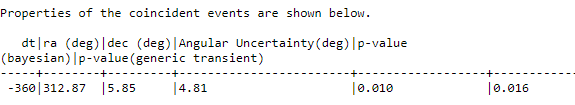 Properties of the coincident events are shown below.
dt|ra (deg)|dec (deg)|Angular Uncertainty(deg)|p-value
(bayesian)|p-value(generic transient)
-----+--------+---------+------------------------+------------------+-----------
-360|312.87 |5.85 |4.81 |0.010 |0.016